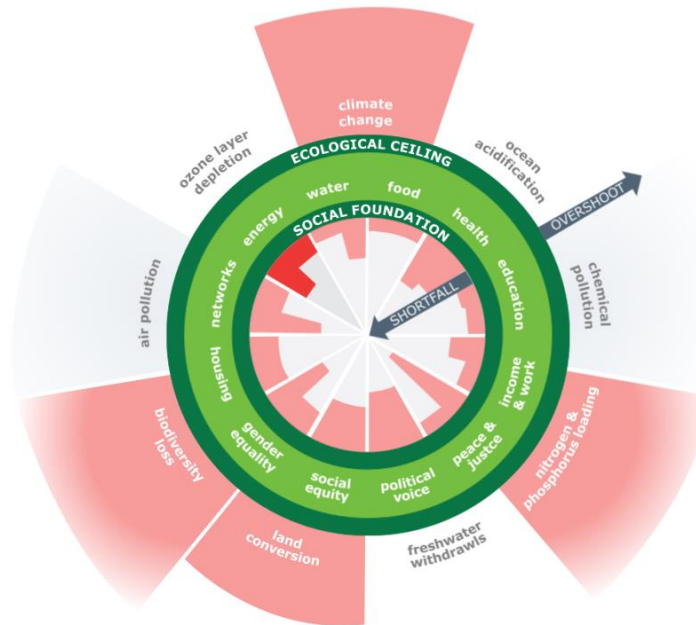 climate
change
ozone layer
depletion
ocean
acidification
ECOLOGICAL CEILING
OVERSHOOT
water
food
energy
health
SOCIAL FOUNDATION
SHORTFALL
networks
education
air pollution
chemical
pollution
housing
income
& work
gender
equality
peace &
justce
social
equity
political
voice
biodiversity
loss
nitrogen &
phosphorus loading
land
conversion
freshwater
withdrawls